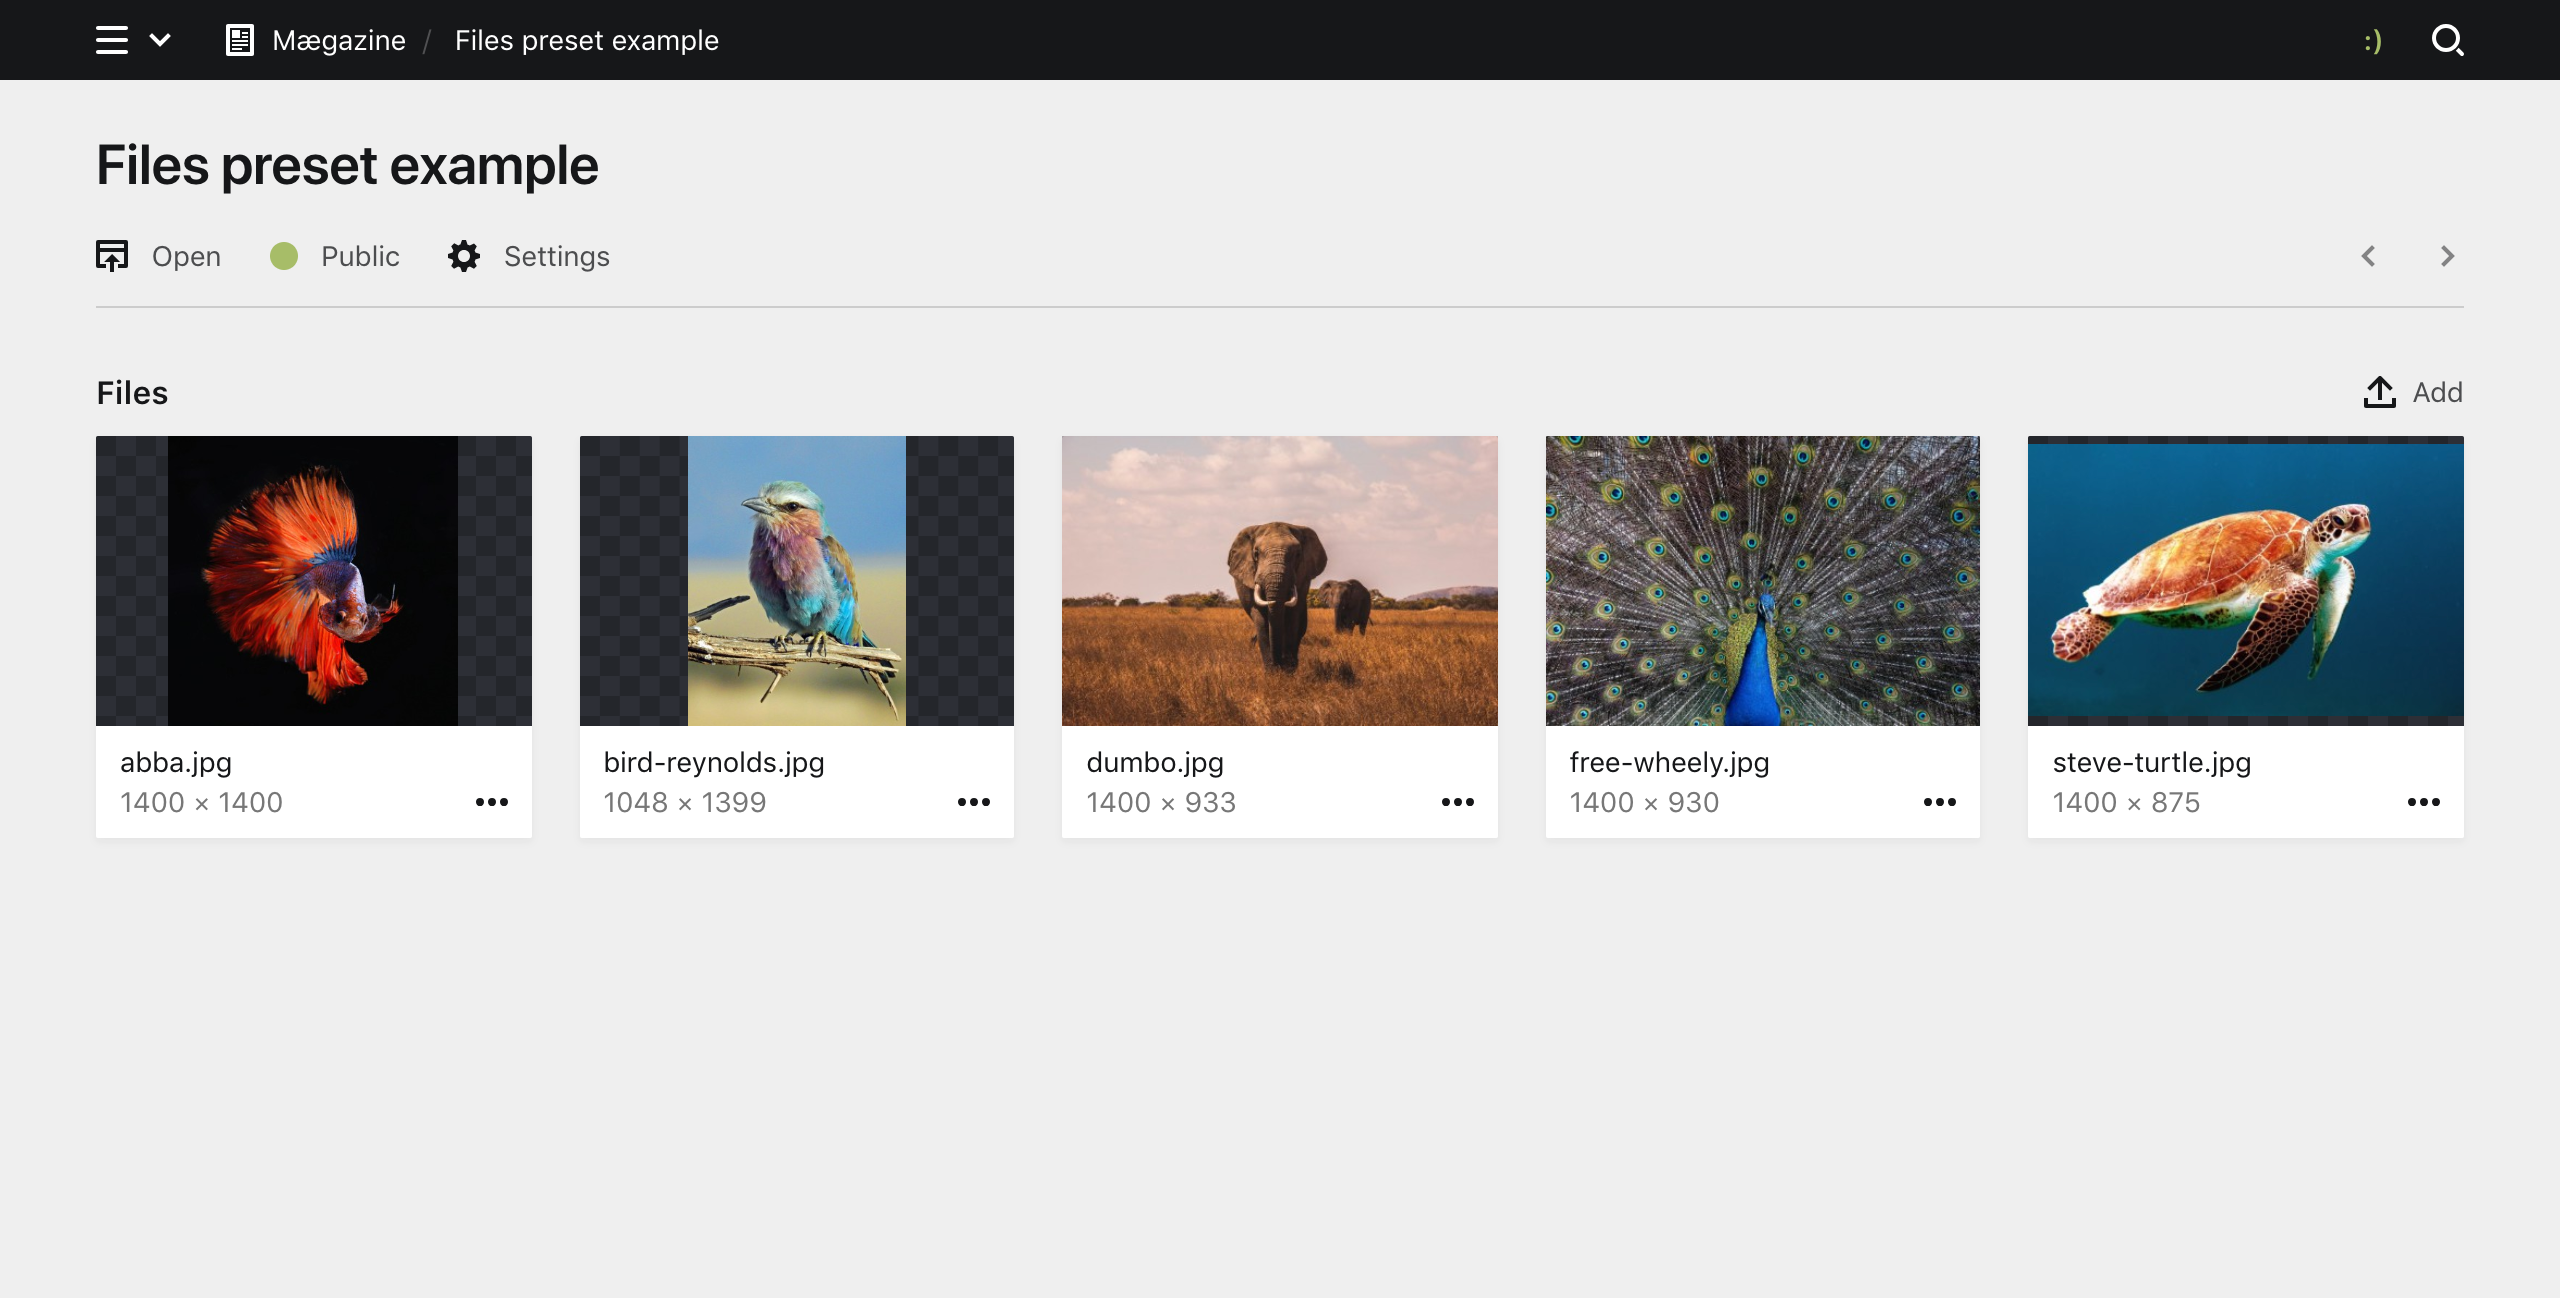 Mægazine / Files preset example :)
Files preset example
Open Public Settings
Files Add
abba.jpg
1400 × 1400
bird-reynolds.jpg
1048 × 1399
dumbo.jpg
1400 × 933
free-wheely.jpg
1400 × 930
steve-turtle.jpg
1400 × 875